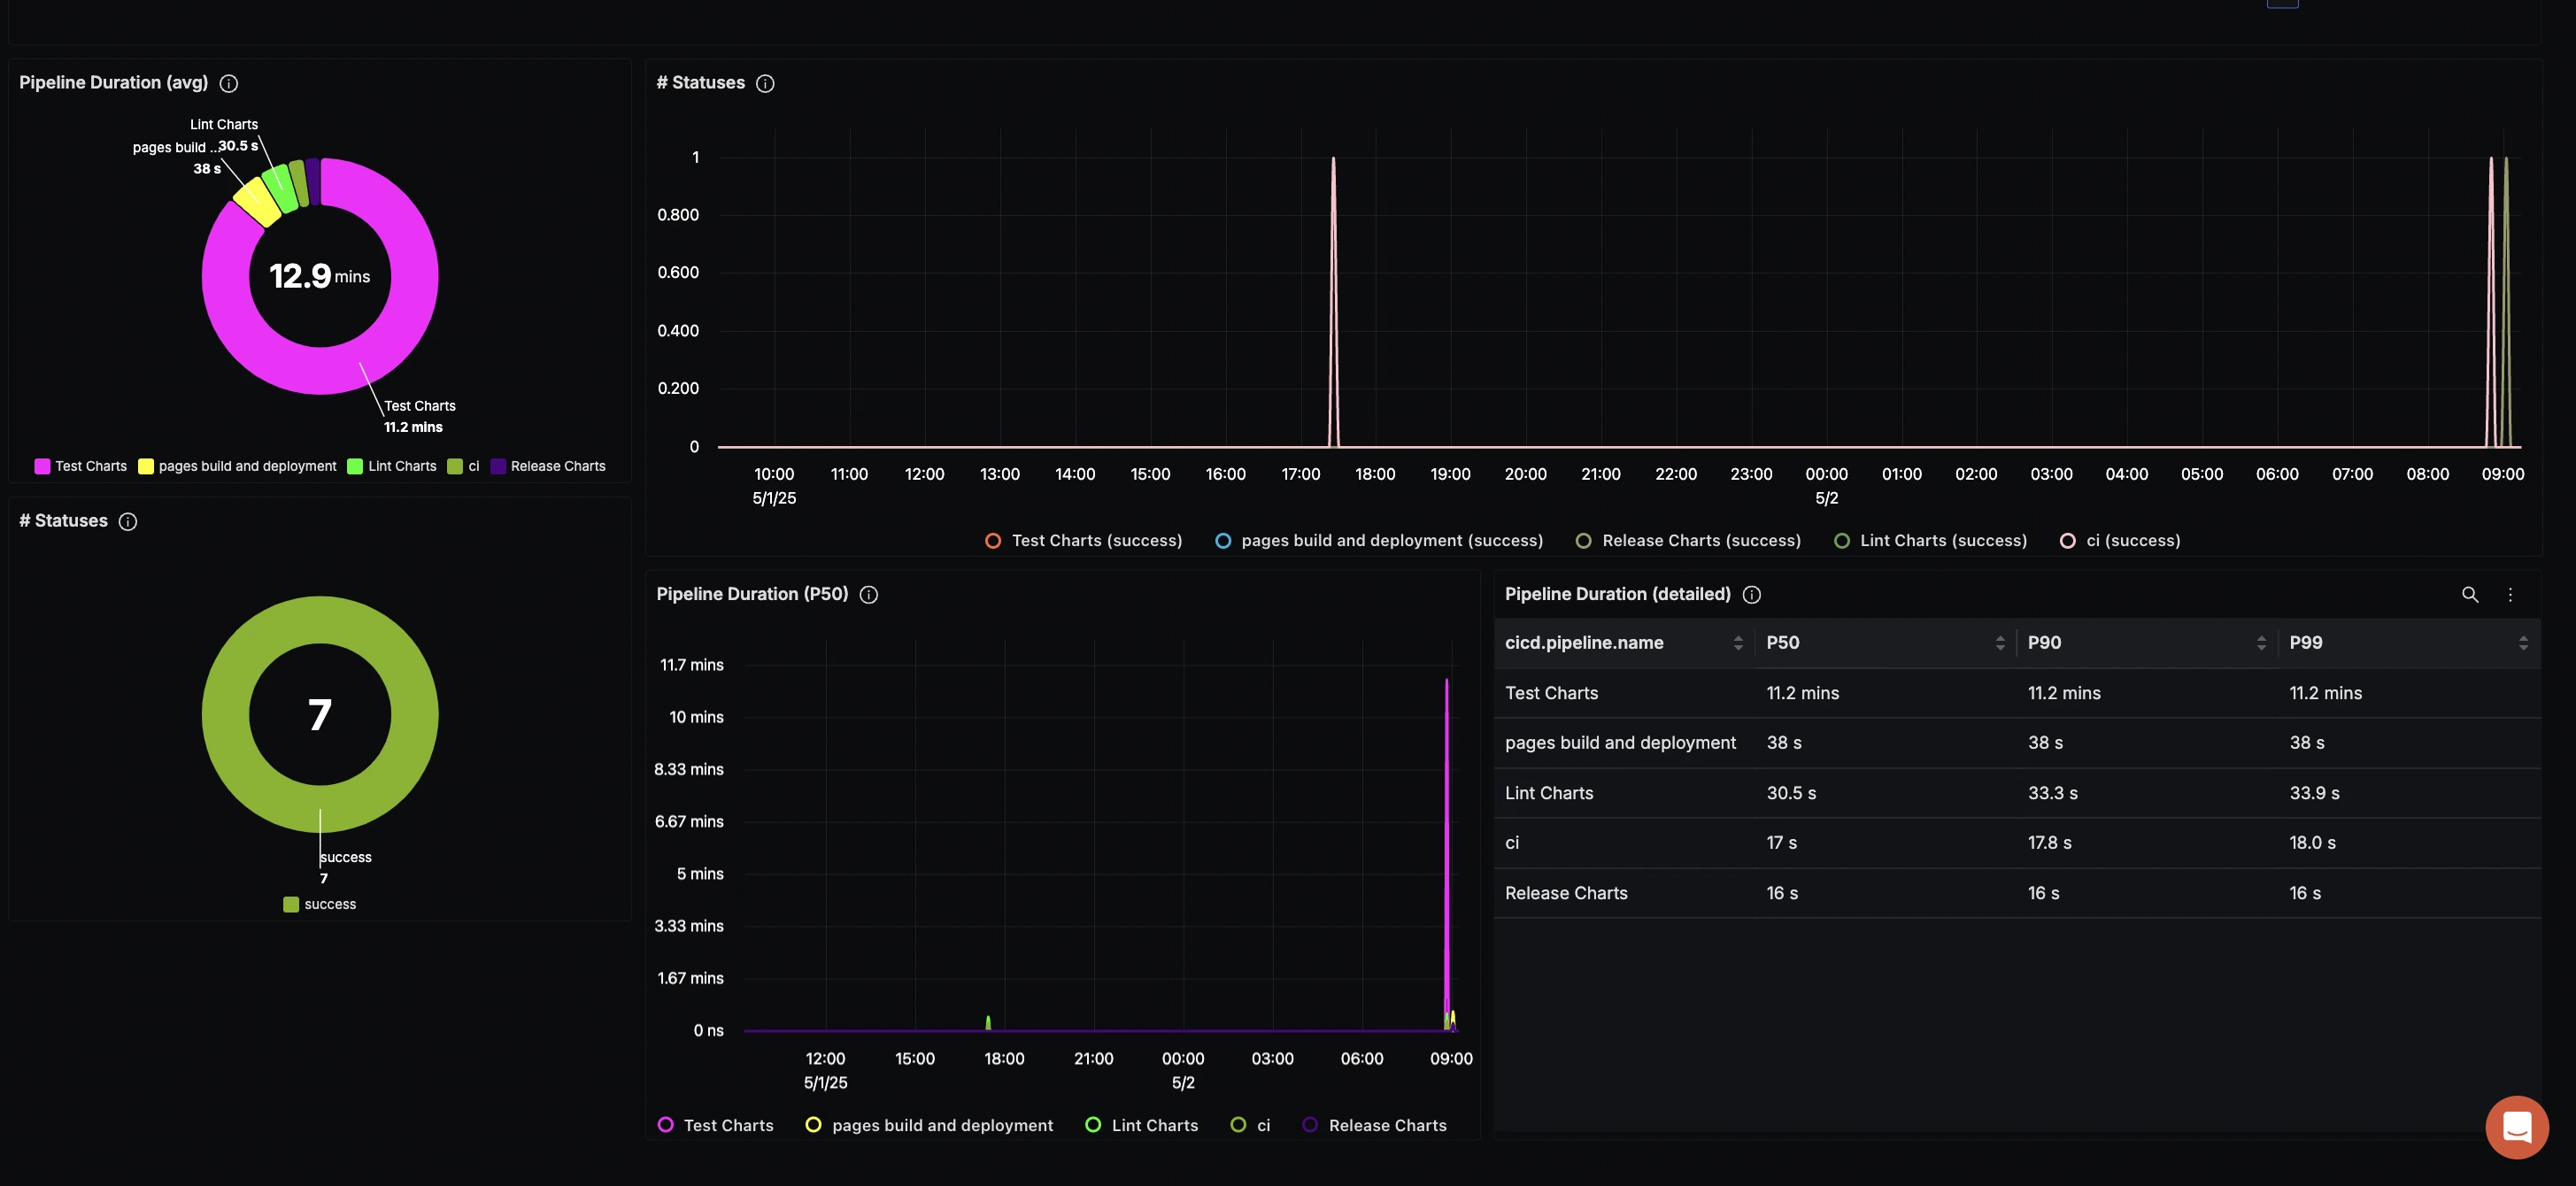 Pipeline Duration (avg)
Lint Charts
30.5 s
pages build ...
38 s
12.9 mins
Test Charts
11.2 mins
Test Charts pages build and deployment Lint Charts ci Release Charts
# Statuses
7
success
7
success
# Statuses
1
0.800
0.600
0.400
0.200
0
10:00 11:00 12:00 13:00 14:00 15:00 16:00 17:00 18:00 19:00 20:00 21:00 22:00 23:00 00:00 01:00 02:00 03:00 04:00 05:00 06:00 07:00 08:00 09:00
5/1/25 5/2
Test Charts (success) pages build and deployment (success) Release Charts (success) Lint Charts (success) ci (success)
Pipeline Duration (P50)
11.7 mins
10 mins
8.33 mins
6.67 mins
5 mins
3.33 mins
1.67 mins
0 ns
12:00 15:00 18:00 21:00 00:00 03:00 06:00 09:00
5/1/25 5/2
Test Charts pages build and deployment Lint Charts ci Release Charts
Pipeline Duration (detailed)
cicd.pipeline.name P50 P90 P99
Test Charts 11.2 mins 11.2 mins 11.2 mins
pages build and deployment 38 s 38 s 38 s
Lint Charts 30.5 s 33.3 s 33.9 s
ci 17 s 17.8 s 18.0 s
Release Charts 16 s 16 s 16 s